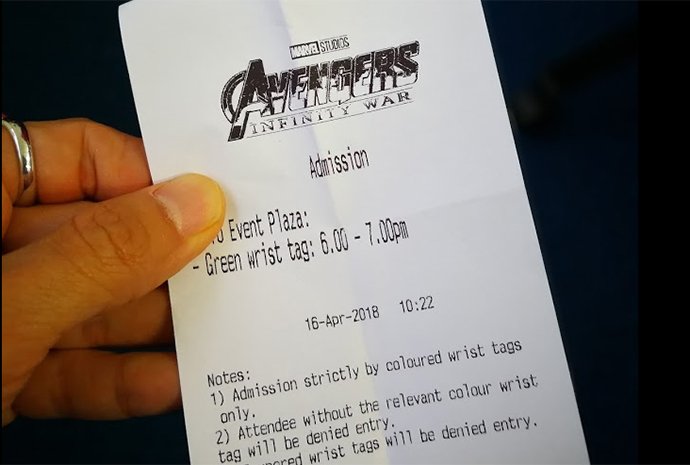 MARVEL STUDIOS
AVENGERS
INFINITY WAR
Admission
Event Plaza:
- Green wrist tag: 6.00 - 7.00pm
16-Apr-2018 10:22
Notes:
1) Admission strictly by coloured wrist tags
only.
2) Attendee without the relevant colour wrist
tag will be denied entry.
wrist tags will be denied entry.